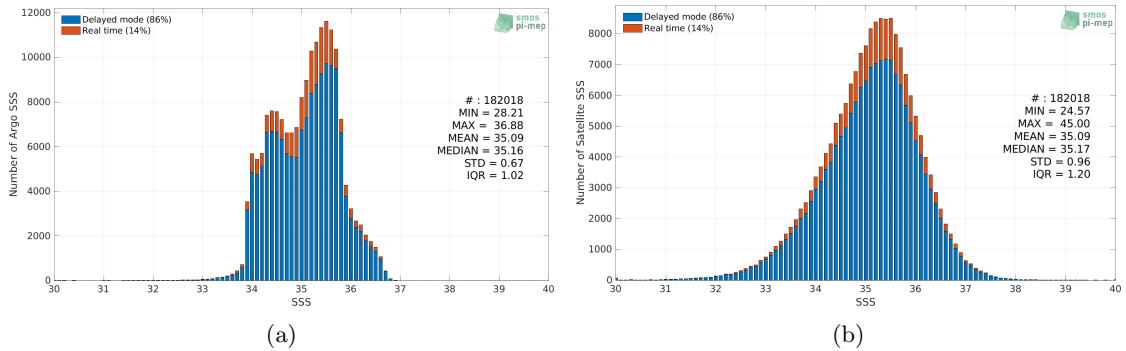 Delayed mode (86%)
Real time (14%)
smos
pi-mep
12000
10000
8000
6000
4000
2000
0
Number of Argo SSS
# : 182018
MIN = 28.21
MAX = 36.88
MEAN = 35.09
MEDIAN = 35.16
STD = 0.67
IQR = 1.02
30 31 32 33 34 35 36 37 38 39 40
SSS
(a)
Delayed mode (86%)
Real time (14%)
smos
pi-mep
9000
8000
7000
6000
5000
4000
3000
2000
1000
0
Number of Satellite SSS
# : 182018
MIN = 24.57
MAX = 45.00
MEAN = 35.09
MEDIAN = 35.17
STD = 0.96
IQR = 1.20
30 31 32 33 34 35 36 37 38 39 40
SSS
(b)